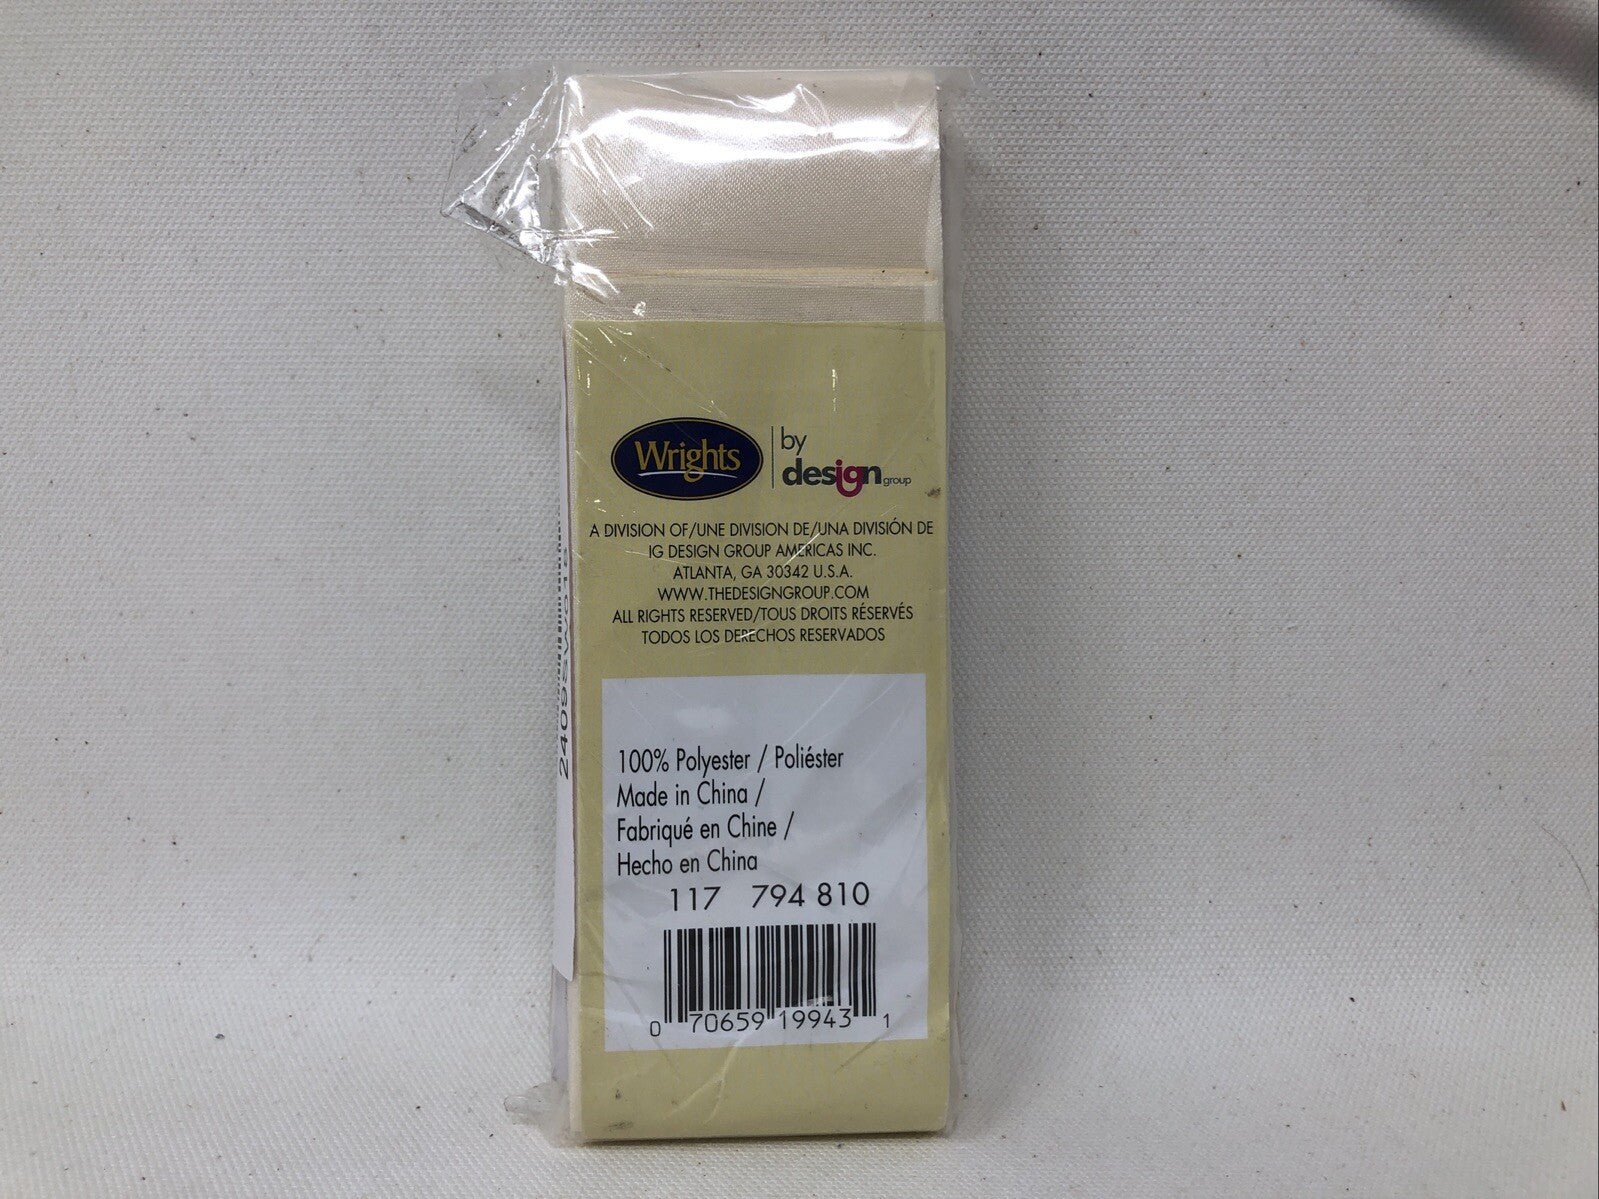 Wrights
by
design group
A DIVISION OF/UNE DIVISION DE/UNA DIVISIÓN DE
IG DESIGN GROUP AMERICAS INC.
ATLANTA, GA 30342 U.S.A.
WWW.THEDESIGNGROUP.COM
ALL RIGHTS RESERVED/TOUS DROITS RÉSERVÉS
TODOS LOS DERECHOS RESERVADOS
100% Polyester / Poliéster
Made in China /
Fabriqué en Chine /
Hecho en China
117 794 810
0 70659 19943 1